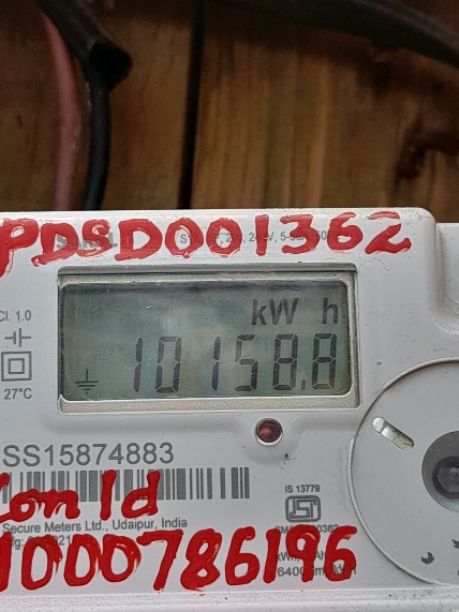 PDSD001362
Cl. 1.0
27°C
kW h
10158.8
SS15874883
IS 13779
Con Id
Secure Meters Ltd., Udaipur, India
1000786196